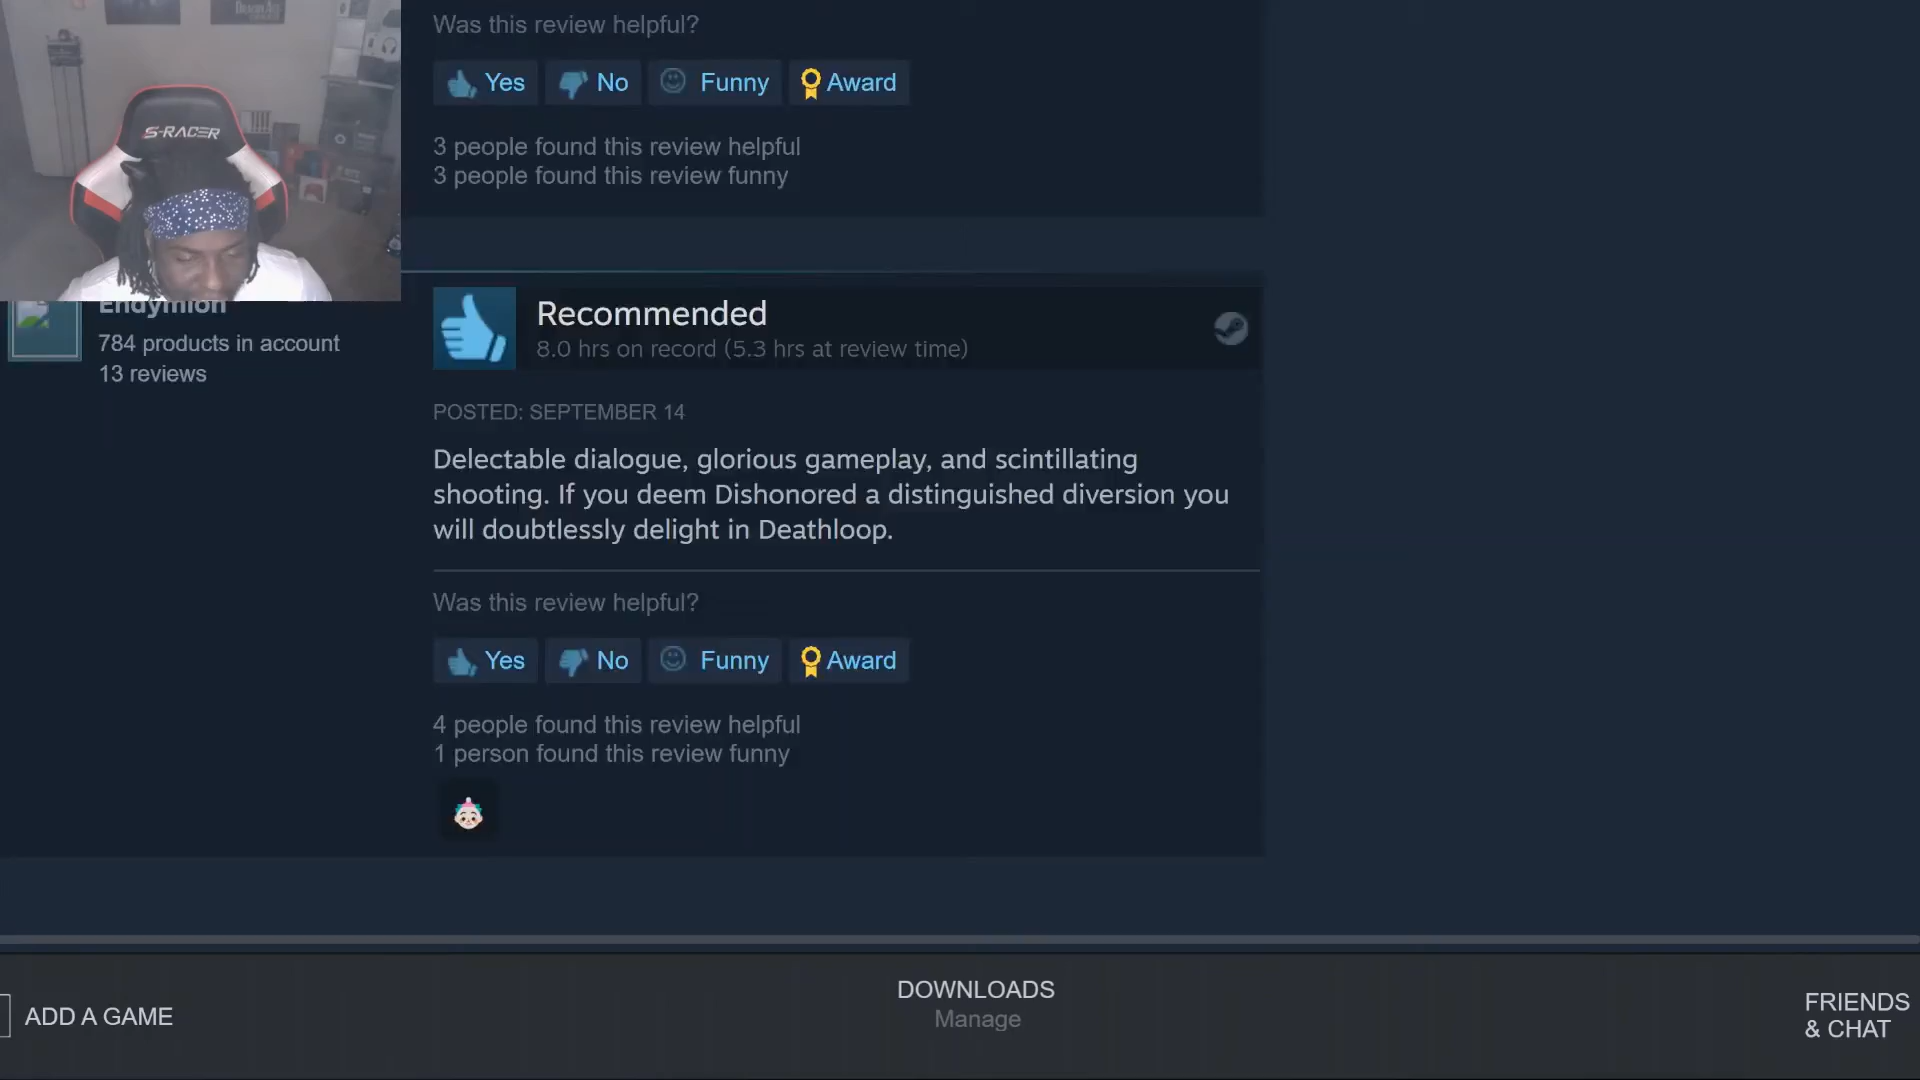 DRAGON AGE
S-RACER
Was this review helpful?
Yes No Funny Award
3 people found this review helpful
3 people found this review funny
Endymion
784 products in account
13 reviews
Recommended
8.0 hrs on record (5.3 hrs at review time)
POSTED: SEPTEMBER 14
Delectable dialogue, glorious gameplay, and scintillating
shooting. If you deem Dishonored a distinguished diversion you
will doubtlessly delight in Deathloop.
Was this review helpful?
Yes No Funny Award
4 people found this review helpful
1 person found this review funny
ADD A GAME
DOWNLOADS
Manage
FRIENDS
& CHAT